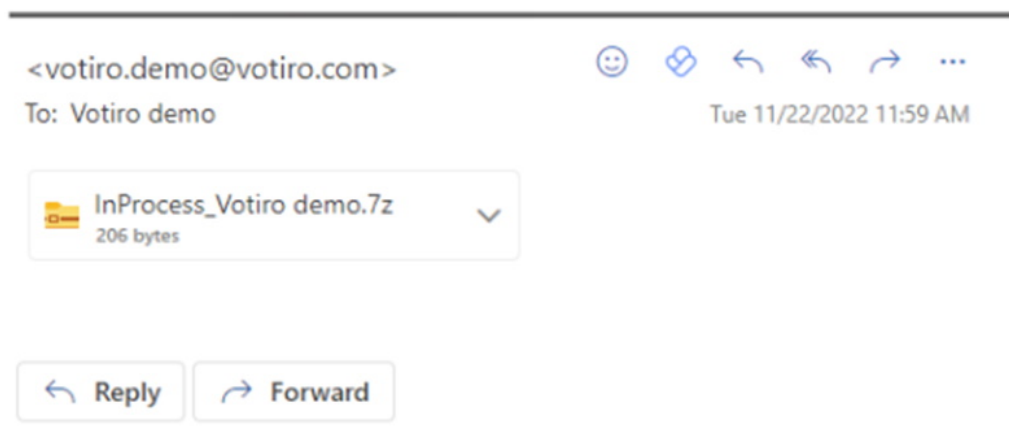 <votiro.demo@votiro.com>
To: Votiro demo
Tue 11/22/2022 11:59 AM
InProcess_Votiro demo.7z
206 bytes
Reply
Forward